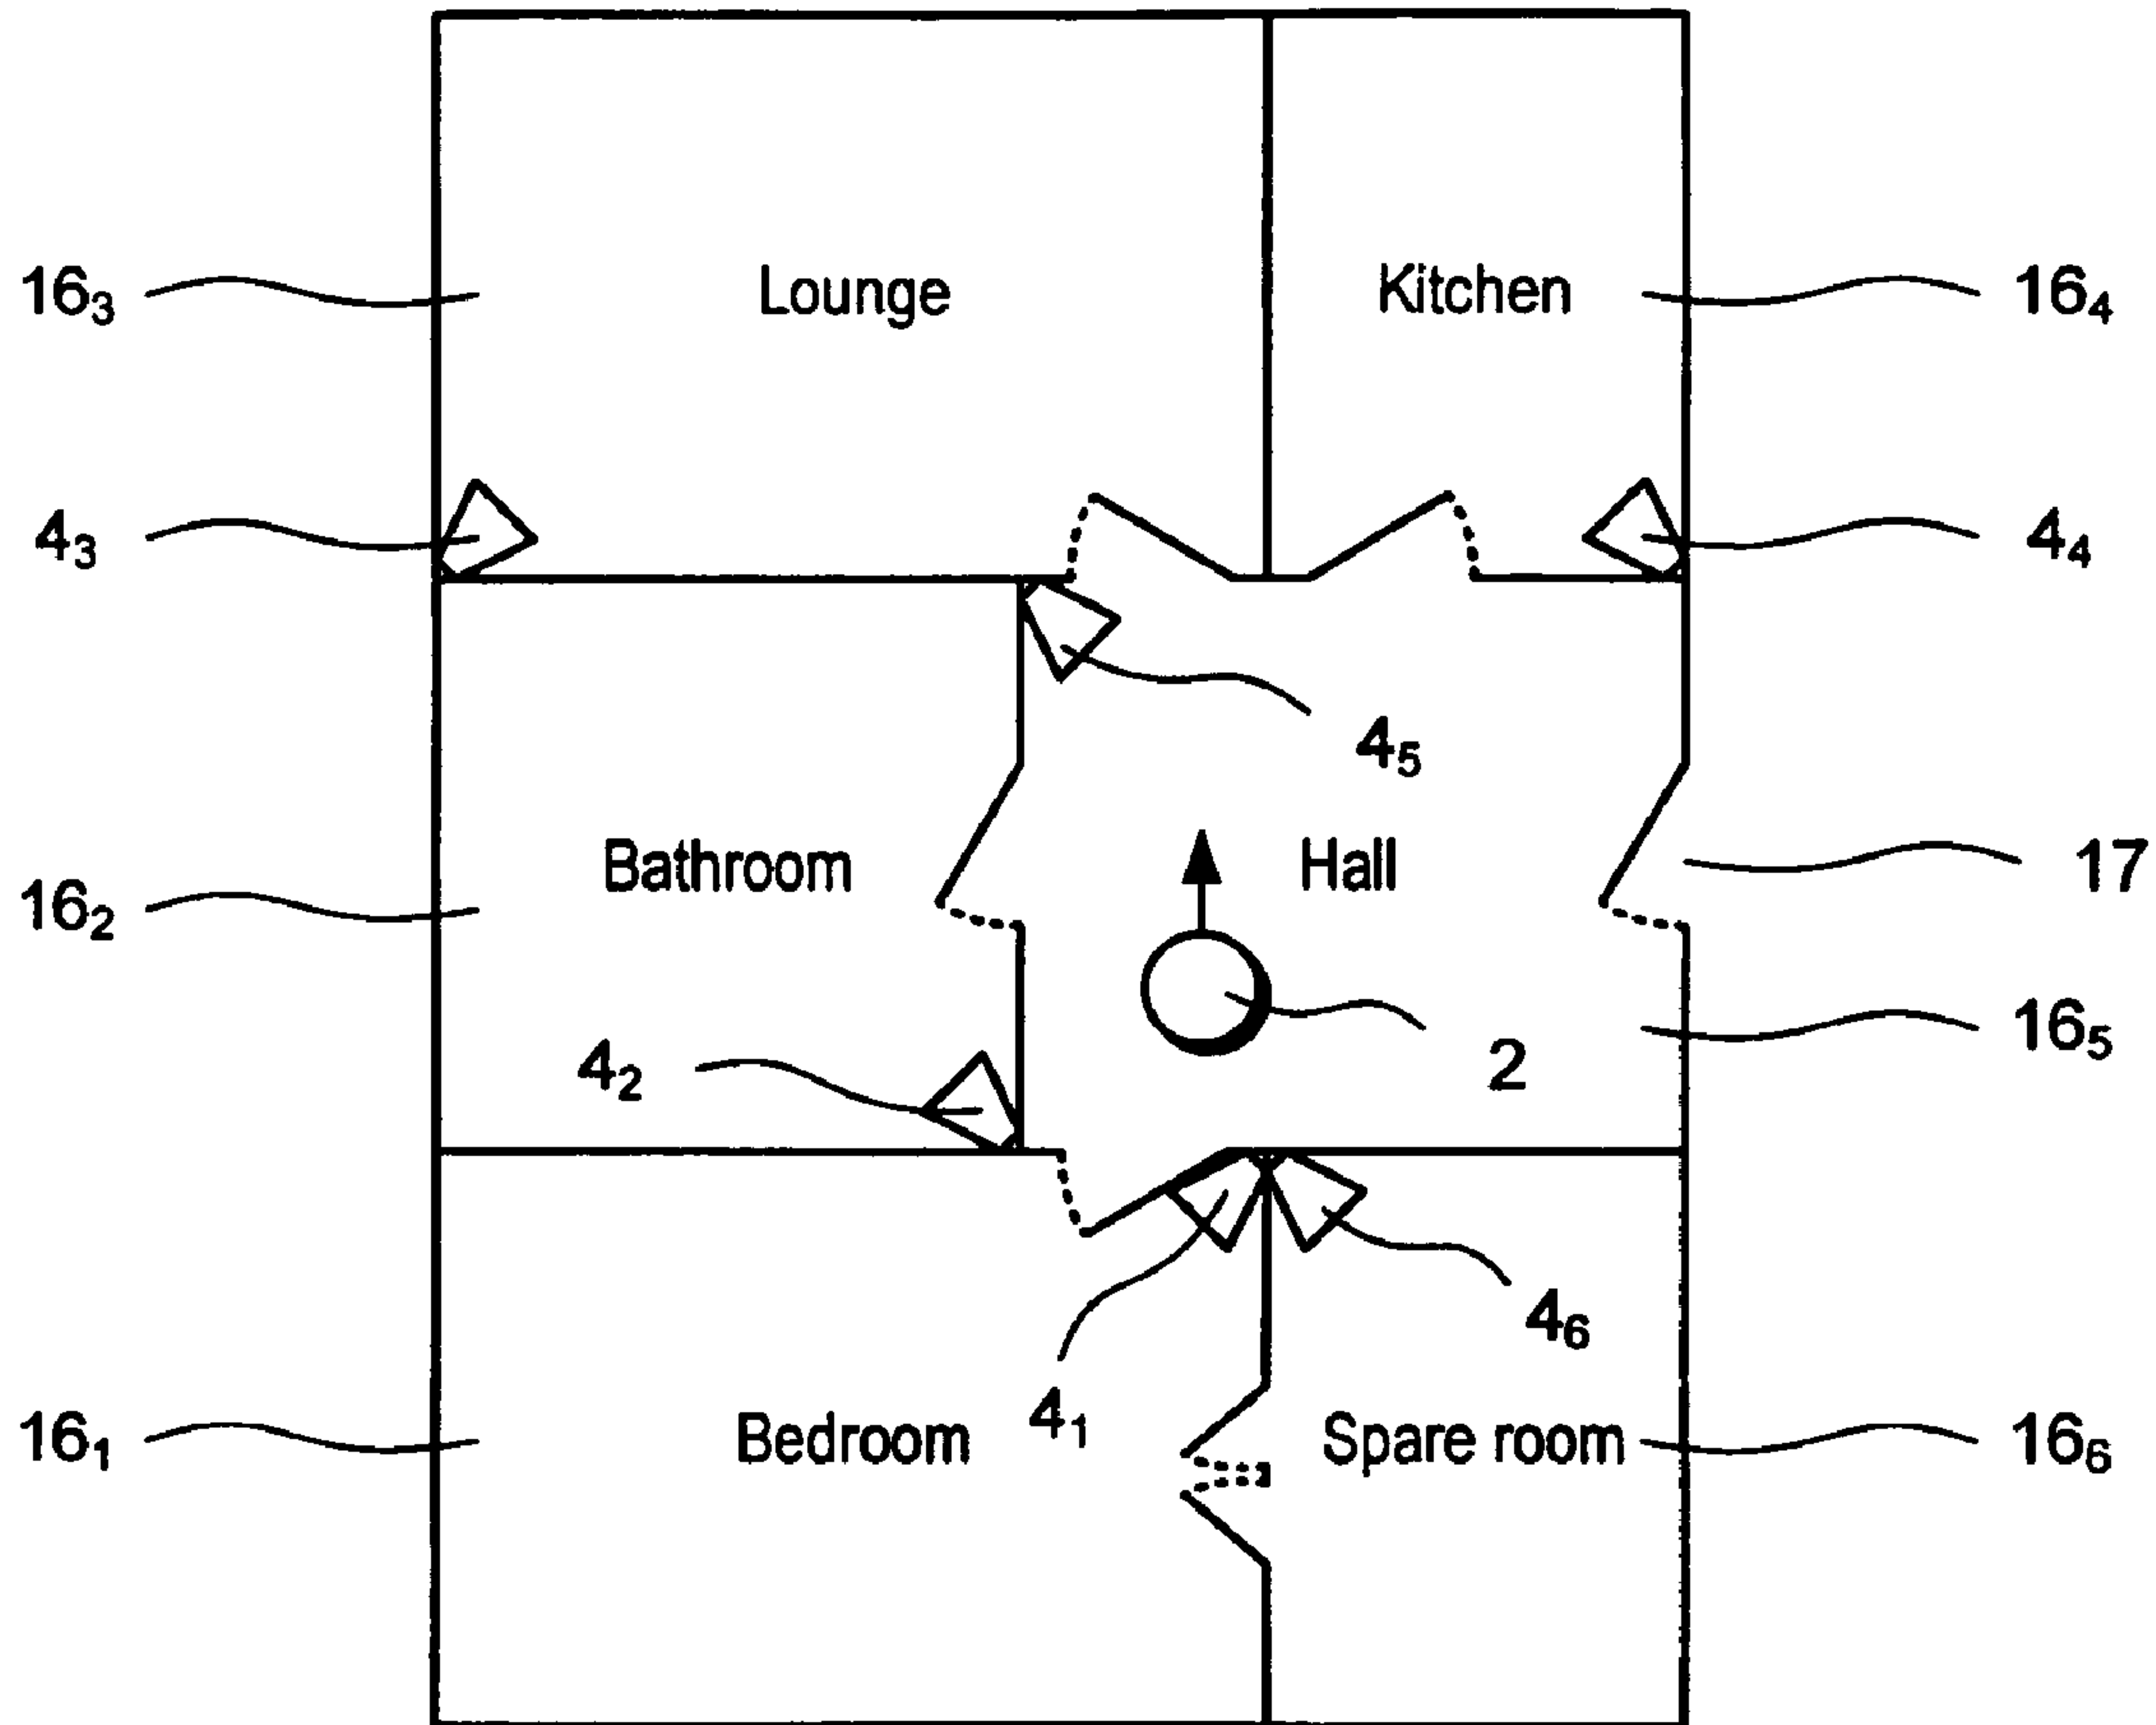 16₃ Lounge Kitchen 16₄
4₃ 4₄
4₅
Bathroom Hall 17
16₂
4₂ 2 16₅
4₆
16₁ Bedroom 4₁ Spare room 16₆